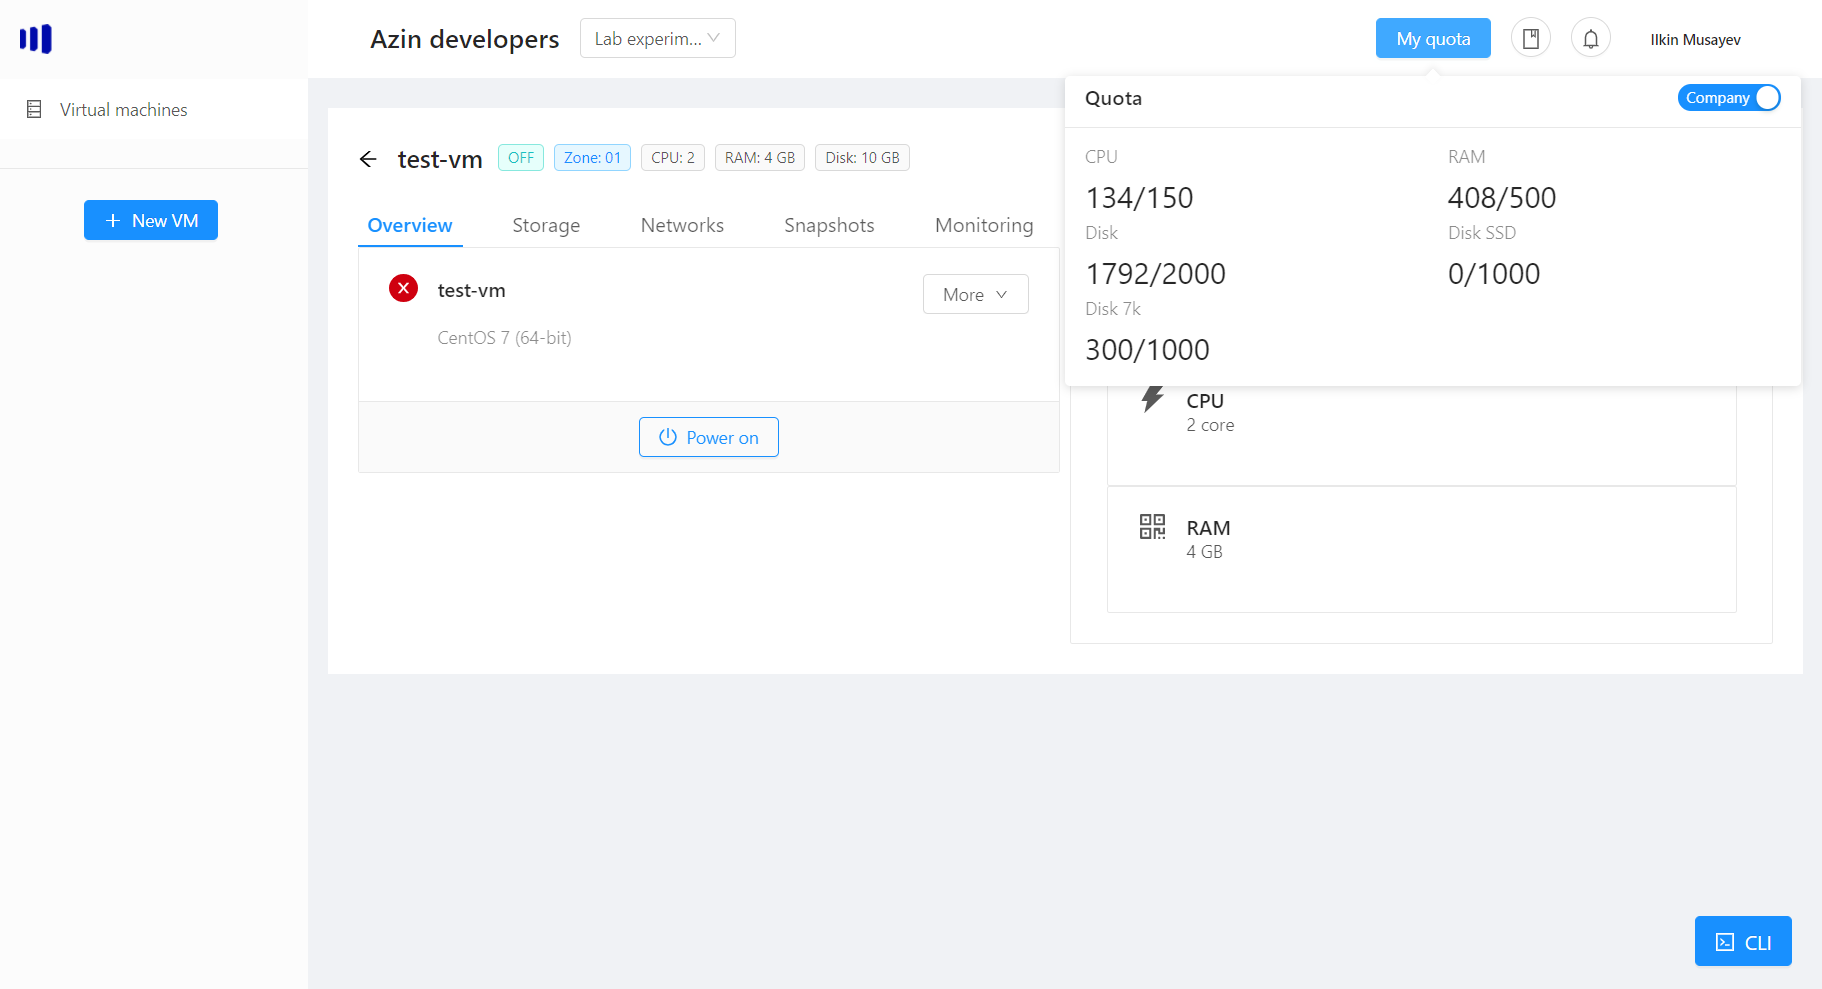 Azin developers
Lab experim...
My quota
Ilkin Musayev
Virtual machines
New VM
test-vm
OFF
Zone: 01
CPU: 2
RAM: 4 GB
Disk: 10 GB
Overview
Storage
Networks
Snapshots
Monitoring
test-vm
CentOS 7 (64-bit)
More
Power on
Quota
Company
CPU
134/150
RAM
408/500
Disk
1792/2000
Disk SSD
0/1000
Disk 7k
300/1000
CPU
2 core
RAM
4 GB
CLI